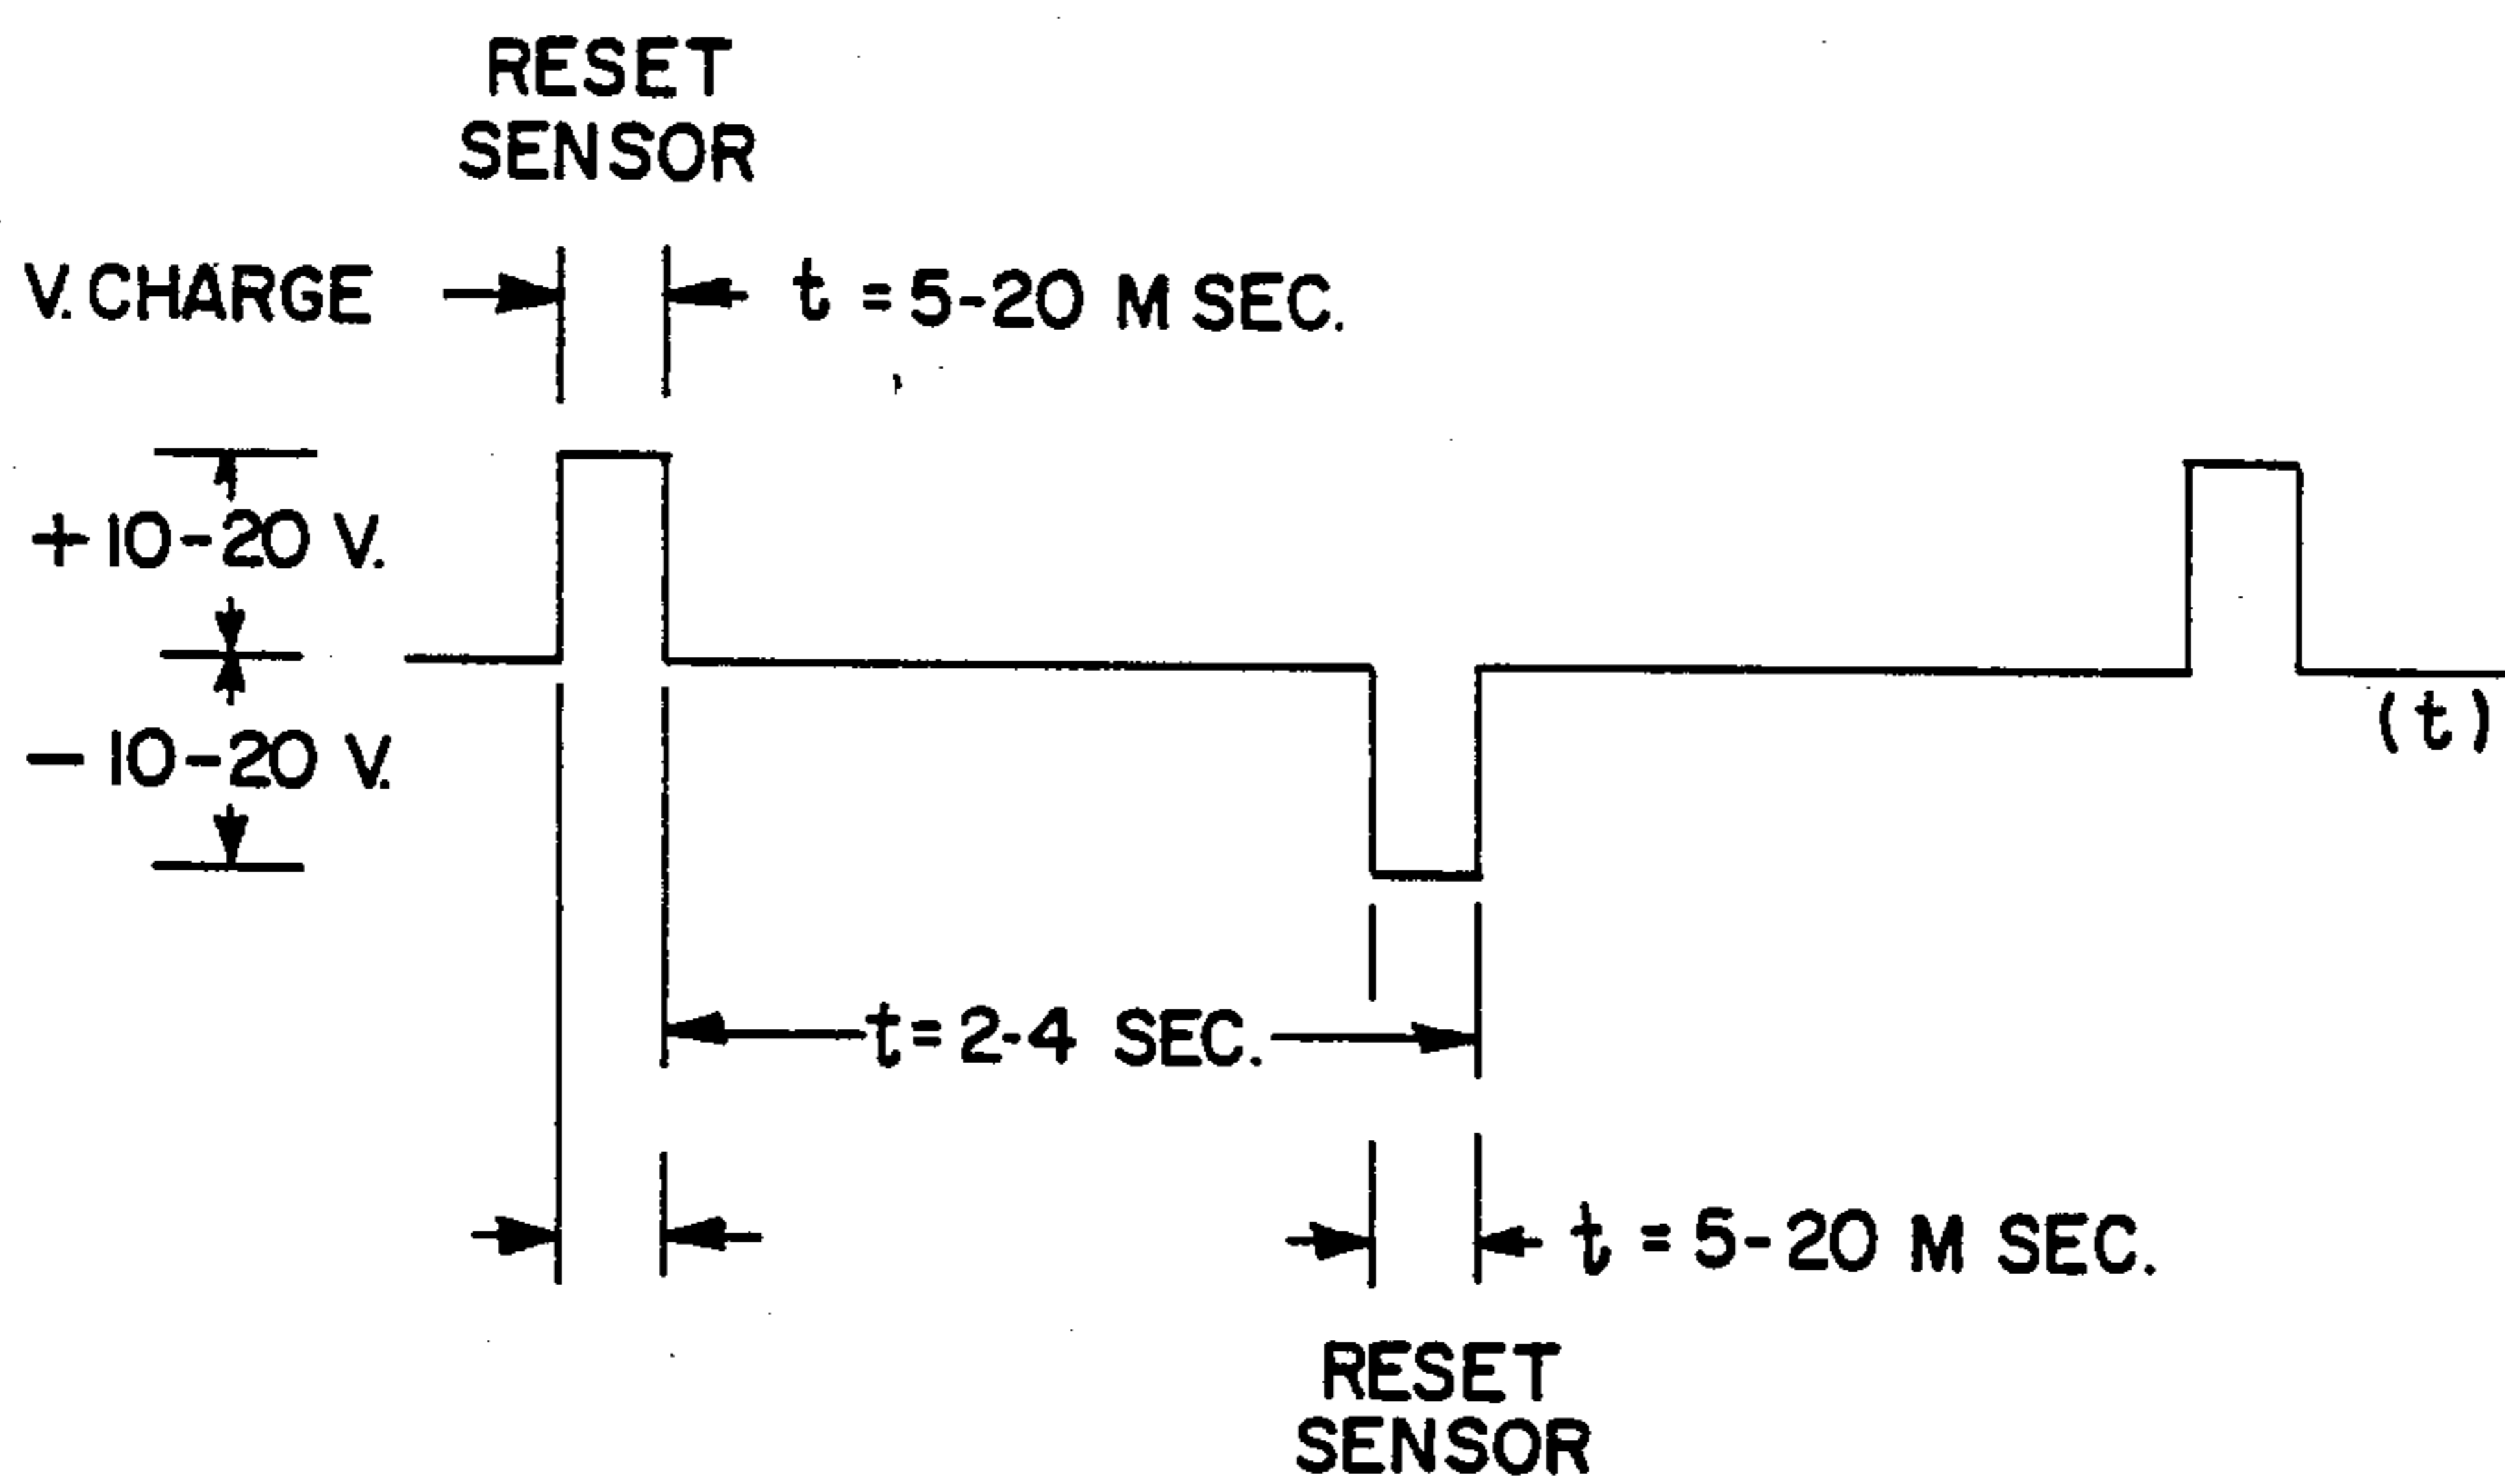 RESET
SENSOR
V. CHARGE
t = 5-20 M SEC.
+10-20 V.
-10-20 V.
(t)
t=2-4 SEC.
t = 5-20 M SEC.
RESET
SENSOR